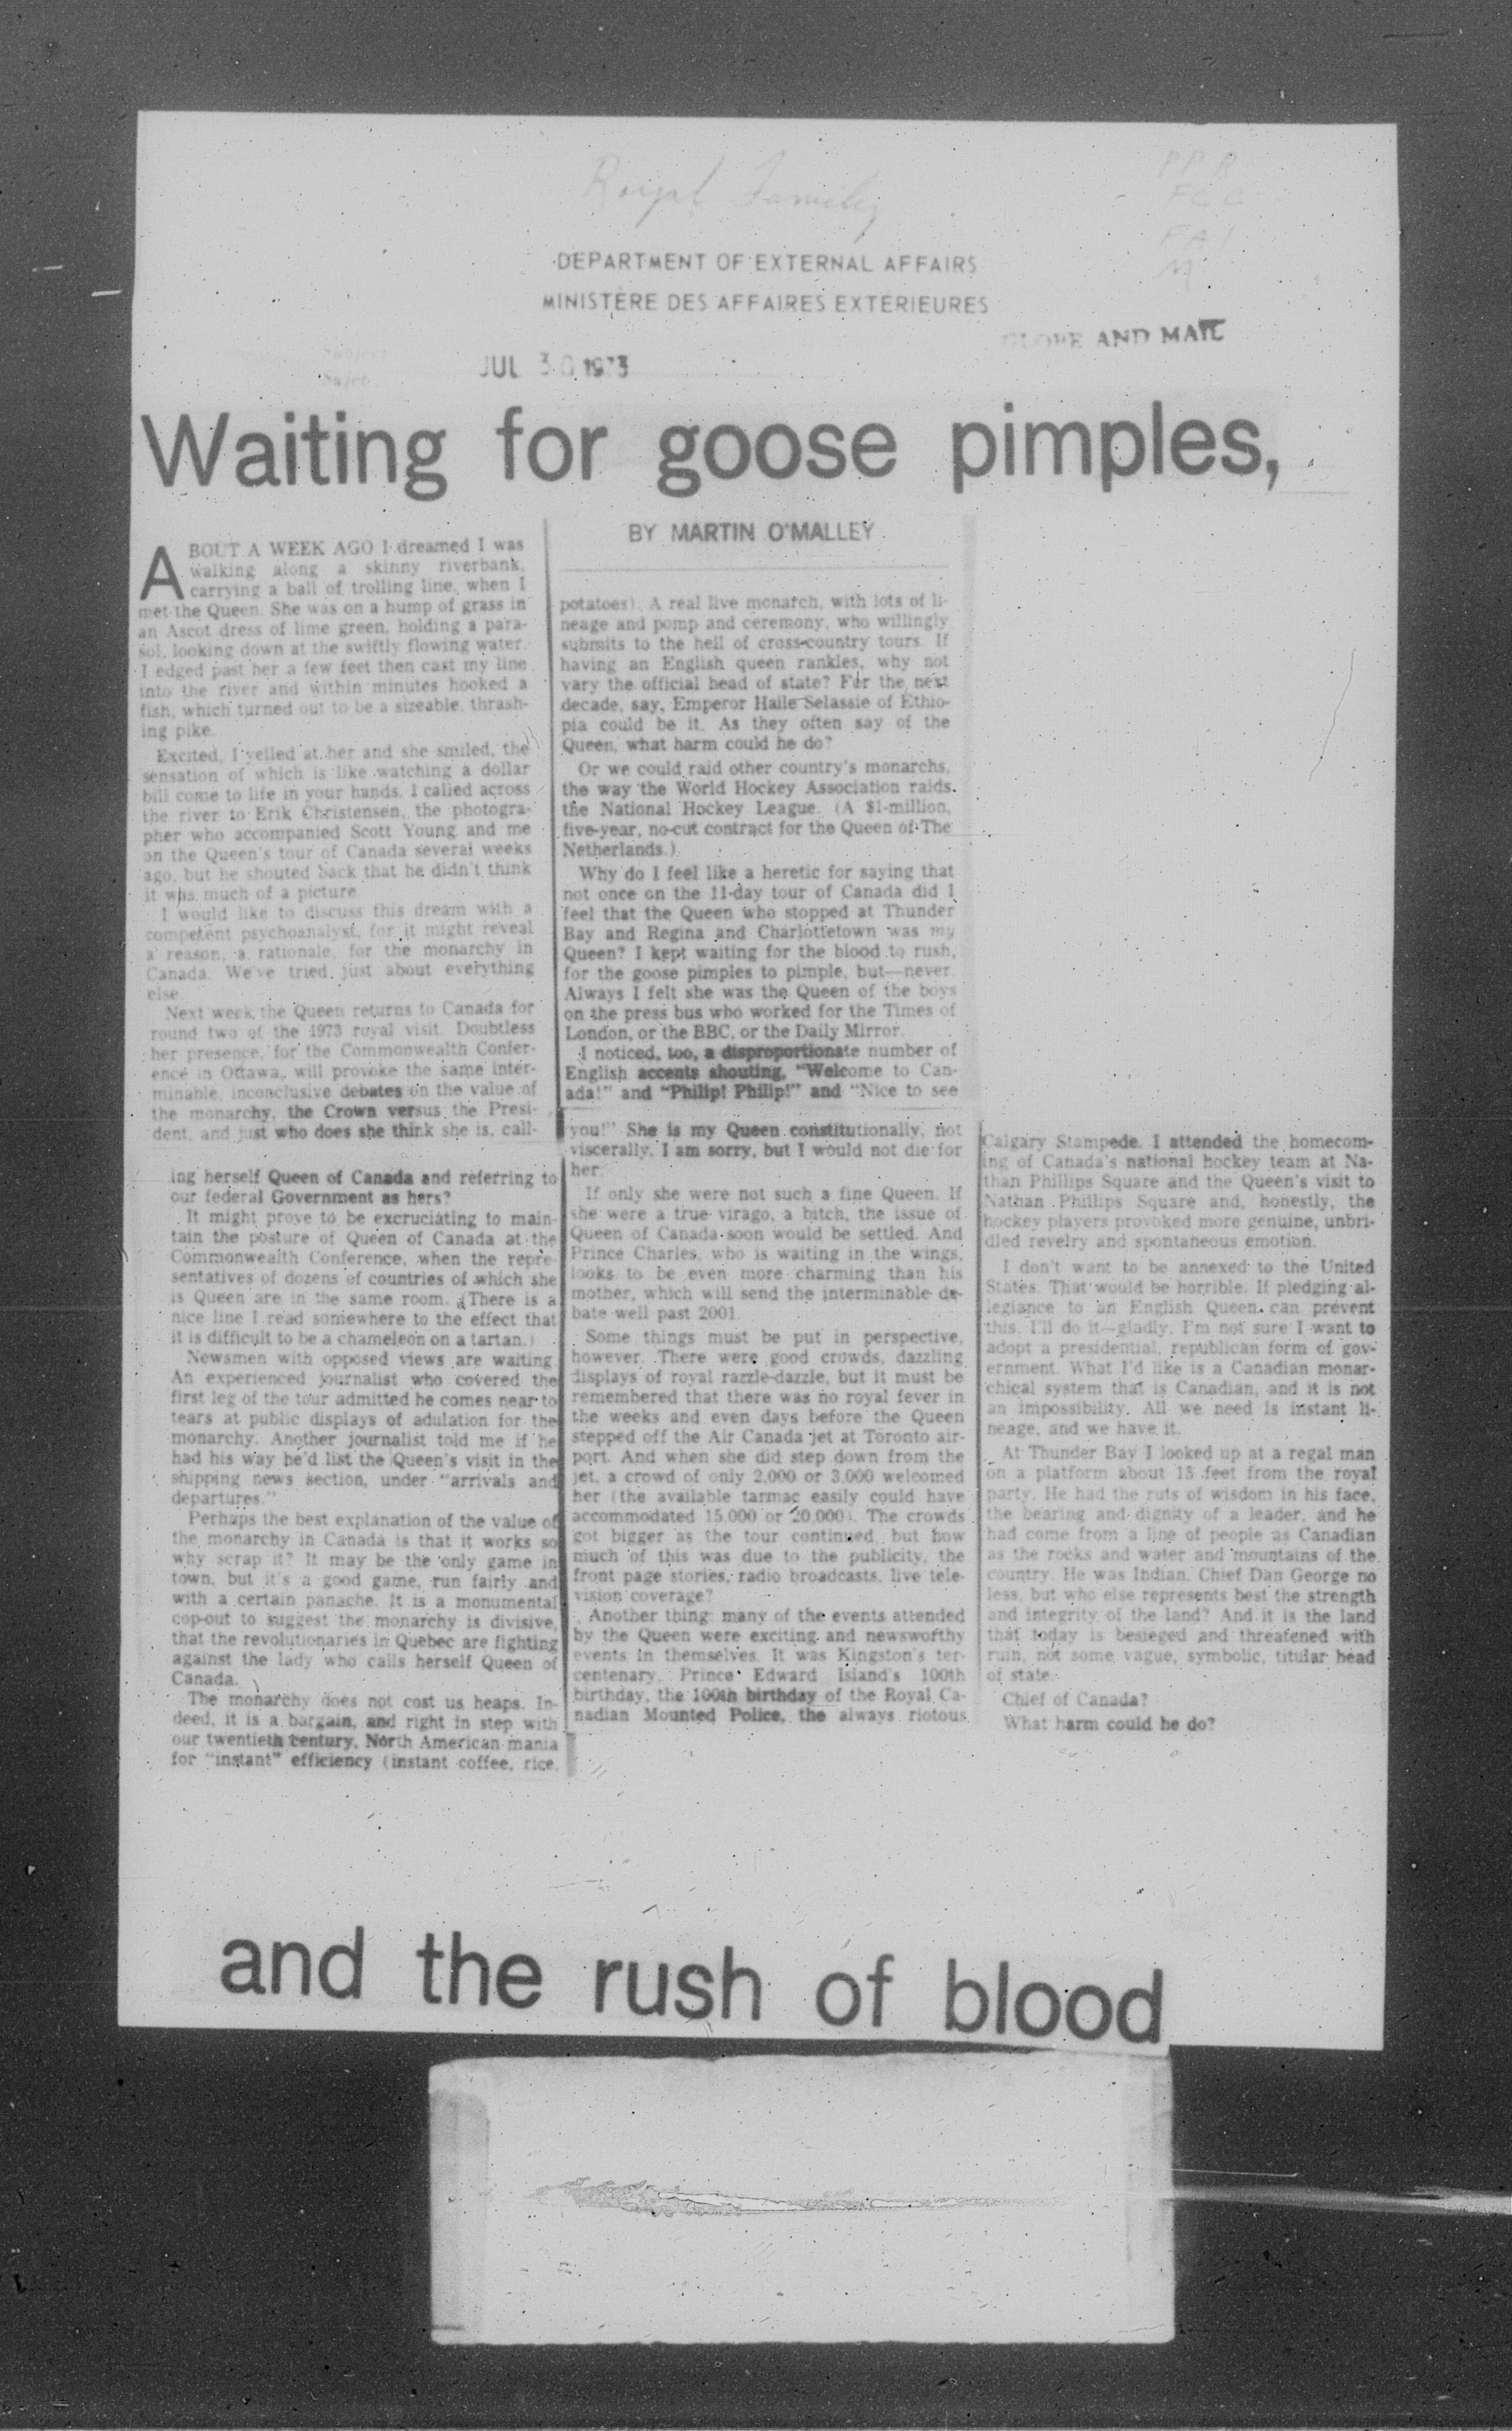 Royal Family
PPR
FCC
FAI
M
DEPARTMENT OF EXTERNAL AFFAIRS
MINISTÈRE DES AFFAIRES EXTÉRIEURES
GLOBE AND MAIL
JUL 30 1973
Waiting for goose pimples,
BY MARTIN O'MALLEY
ABOUT A WEEK AGO I dreamed I was
walking along a skinny riverbank,
carrying a ball of trolling line, when I
met the Queen. She was on a hump of grass in
an Ascot dress of lime green, holding a para-
sol, looking down at the swiftly flowing water.
I edged past her a few feet then cast my line
into the river and within minutes hooked a
fish, which turned out to be a sizeable, thrash-
ing pike.
Excited, I yelled at her and she smiled, the
sensation of which is like watching a dollar
bill come to life in your hands. I called across
the river to Erik Christensen, the photogra-
pher who accompanied Scott Young and me
on the Queen's tour of Canada several weeks
ago, but he shouted back that he didn't think
it was much of a picture.
I would like to discuss this dream with a
competent psychoanalyst, for it might reveal
a reason, a rationale, for the monarchy in
Canada. We've tried just about everything
else.
Next week the Queen returns to Canada for
round two of the 1973 royal visit. Doubtless
her presence, for the Commonwealth Confer-
ence in Ottawa, will provoke the same inter-
minable, inconclusive debates on the value of
the monarchy, the Crown versus the Presi-
dent, and just who does she think she is, call-
ing herself Queen of Canada and referring to
our federal Government as hers?
It might prove to be excruciating to main-
tain the posture of Queen of Canada at the
Commonwealth Conference, when the repre-
sentatives of dozens of countries of which she
is Queen are in the same room. (There is a
nice line I read somewhere to the effect that
it is difficult to be a chameleon on a tartan.)
Newsmen with opposed views are waiting.
An experienced journalist who covered the
first leg of the tour admitted he comes near to
tears at public displays of adulation for the
monarchy. Another journalist told me if he
had his way he'd list the Queen's visit in the
shipping news section, under "arrivals and
departures."
Perhaps the best explanation of the value of
the monarchy in Canada is that it works so
why scrap it? It may be the only game in
town, but it's a good game, run fairly and
with a certain panache. It is a monumental
cop-out to suggest the monarchy is divisive,
that the revolutionaries in Quebec are fighting
against the lady who calls herself Queen of
Canada.
The monarchy does not cost us heaps. In-
deed, it is a bargain, and right in step with
our twentieth century, North American mania
for "instant" efficiency (instant coffee, rice,
potatoes). A real live monarch, with lots of li-
neage and pomp and ceremony, who willingly
submits to the hell of cross-country tours. If
having an English queen rankles, why not
vary the official head of state? For the next
decade, say, Emperor Haile Selassie of Ethio-
pia could be it. As they often say of the
Queen, what harm could he do?
Or we could raid other country's monarchs,
the way the World Hockey Association raids
the National Hockey League. (A $1-million,
five-year, no-cut contract for the Queen of The
Netherlands.)
Why do I feel like a heretic for saying that
not once on the 11-day tour of Canada did I
feel that the Queen who stopped at Thunder
Bay and Regina and Charlottetown was my
Queen? I kept waiting for the blood to rush,
for the goose pimples to pimple, but—never.
Always I felt she was the Queen of the boys
on the press bus who worked for the Times of
London, or the BBC, or the Daily Mirror.
I noticed, too, a disproportionate number of
English accents shouting, "Welcome to Can-
ada!" and "Philip! Philip!" and "Nice to see
you!" She is my Queen constitutionally, not
viscerally. I am sorry, but I would not die for
her.
If only she were not such a fine Queen. If
she were a true virago, a bitch, the issue of
Queen of Canada soon would be settled. And
Prince Charles, who is waiting in the wings,
looks to be even more charming than his
mother, which will send the interminable de-
bate well past 2001.
Some things must be put in perspective,
however. There were good crowds, dazzling
displays of royal razzle-dazzle, but it must be
remembered that there was no royal fever in
the weeks and even days before the Queen
stepped off the Air Canada jet at Toronto air-
port. And when she did step down from the
jet, a crowd of only 2,000 or 3,000 welcomed
her (the available tarmac easily could have
accommodated 15,000 or 20,000). The crowds
got bigger as the tour continued, but how
much of this was due to the publicity, the
front page stories, radio broadcasts, live tele-
vision coverage?
Another thing: many of the events attended
by the Queen were exciting and newsworthy
events in themselves. It was Kingston's ter-
centenary, Prince Edward Island's 100th
birthday, the 100th birthday of the Royal Ca-
nadian Mounted Police, the always riotous
Calgary Stampede. I attended the homecom-
ing of Canada's national hockey team at Na-
than Phillips Square and the Queen's visit to
Nathan Phillips Square and, honestly, the
hockey players provoked more genuine, unbri-
dled revelry and spontaneous emotion.
I don't want to be annexed to the United
States. That would be horrible. If pledging al-
legiance to an English Queen can prevent
this, I'll do it—gladly. I'm not sure I want to
adopt a presidential, republican form of gov-
ernment. What I'd like is a Canadian monar-
chical system that is Canadian, and it is not
an impossibility. All we need is instant li-
neage, and we have it.
At Thunder Bay I looked up at a regal man
on a platform about 15 feet from the royal
party. He had the ruts of wisdom in his face,
the bearing and dignity of a leader, and he
had come from a line of people as Canadian
as the rocks and water and mountains of the
country. He was Indian. Chief Dan George no
less, but who else represents best the strength
and integrity of the land? And it is the land
that today is besieged and threatened with
ruin, not some vague, symbolic, titular head
of state.
Chief of Canada?
What harm could he do?
and the rush of blood